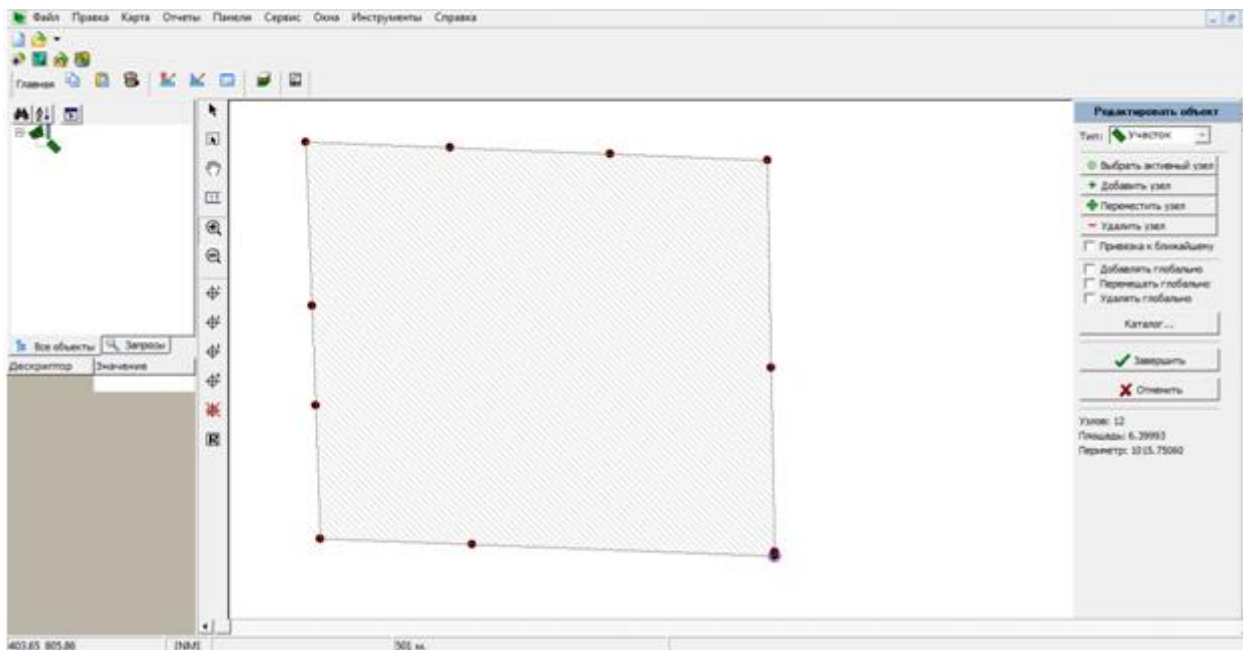 Файл Правка Карта Отчеты Панели Сервис Окна Инструменты Справка
Главная
Редактировать объект
Тип: Участок
Выбрать активный узел
Добавить узел
Переместить узел
Удалить узел
Привязка к ближайшему
Добавлять глобально
Перемещать глобально
Удалять глобально
Каталог...
Завершить
Отменить
Узлов: 12
Площадь: 6.39993
Периметр: 1015.75060
Все объекты Запросы
Дескриптор Значение
403.65 805.86 501 м.